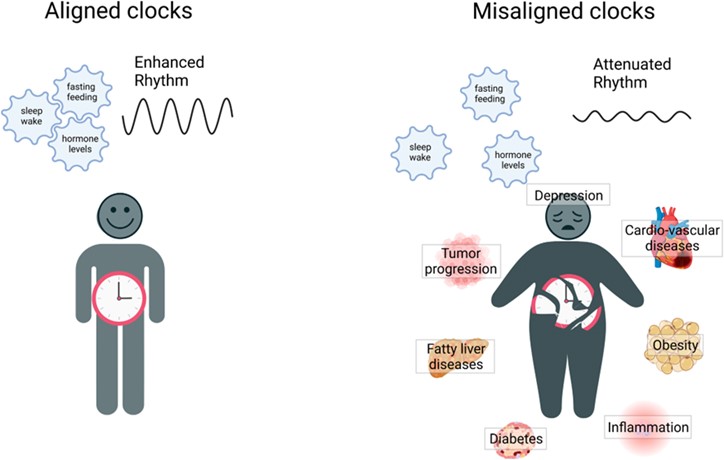 Aligned clocks
Enhanced
Rhythm
fasting
feeding
sleep
wake
hormone
levels
Misaligned clocks
Attenuated
Rhythm
fasting
feeding
sleep
wake
hormone
levels
Depression
Cardio-vascular
diseases
Tumor
progression
Fatty liver
diseases
Obesity
Diabetes
Inflammation